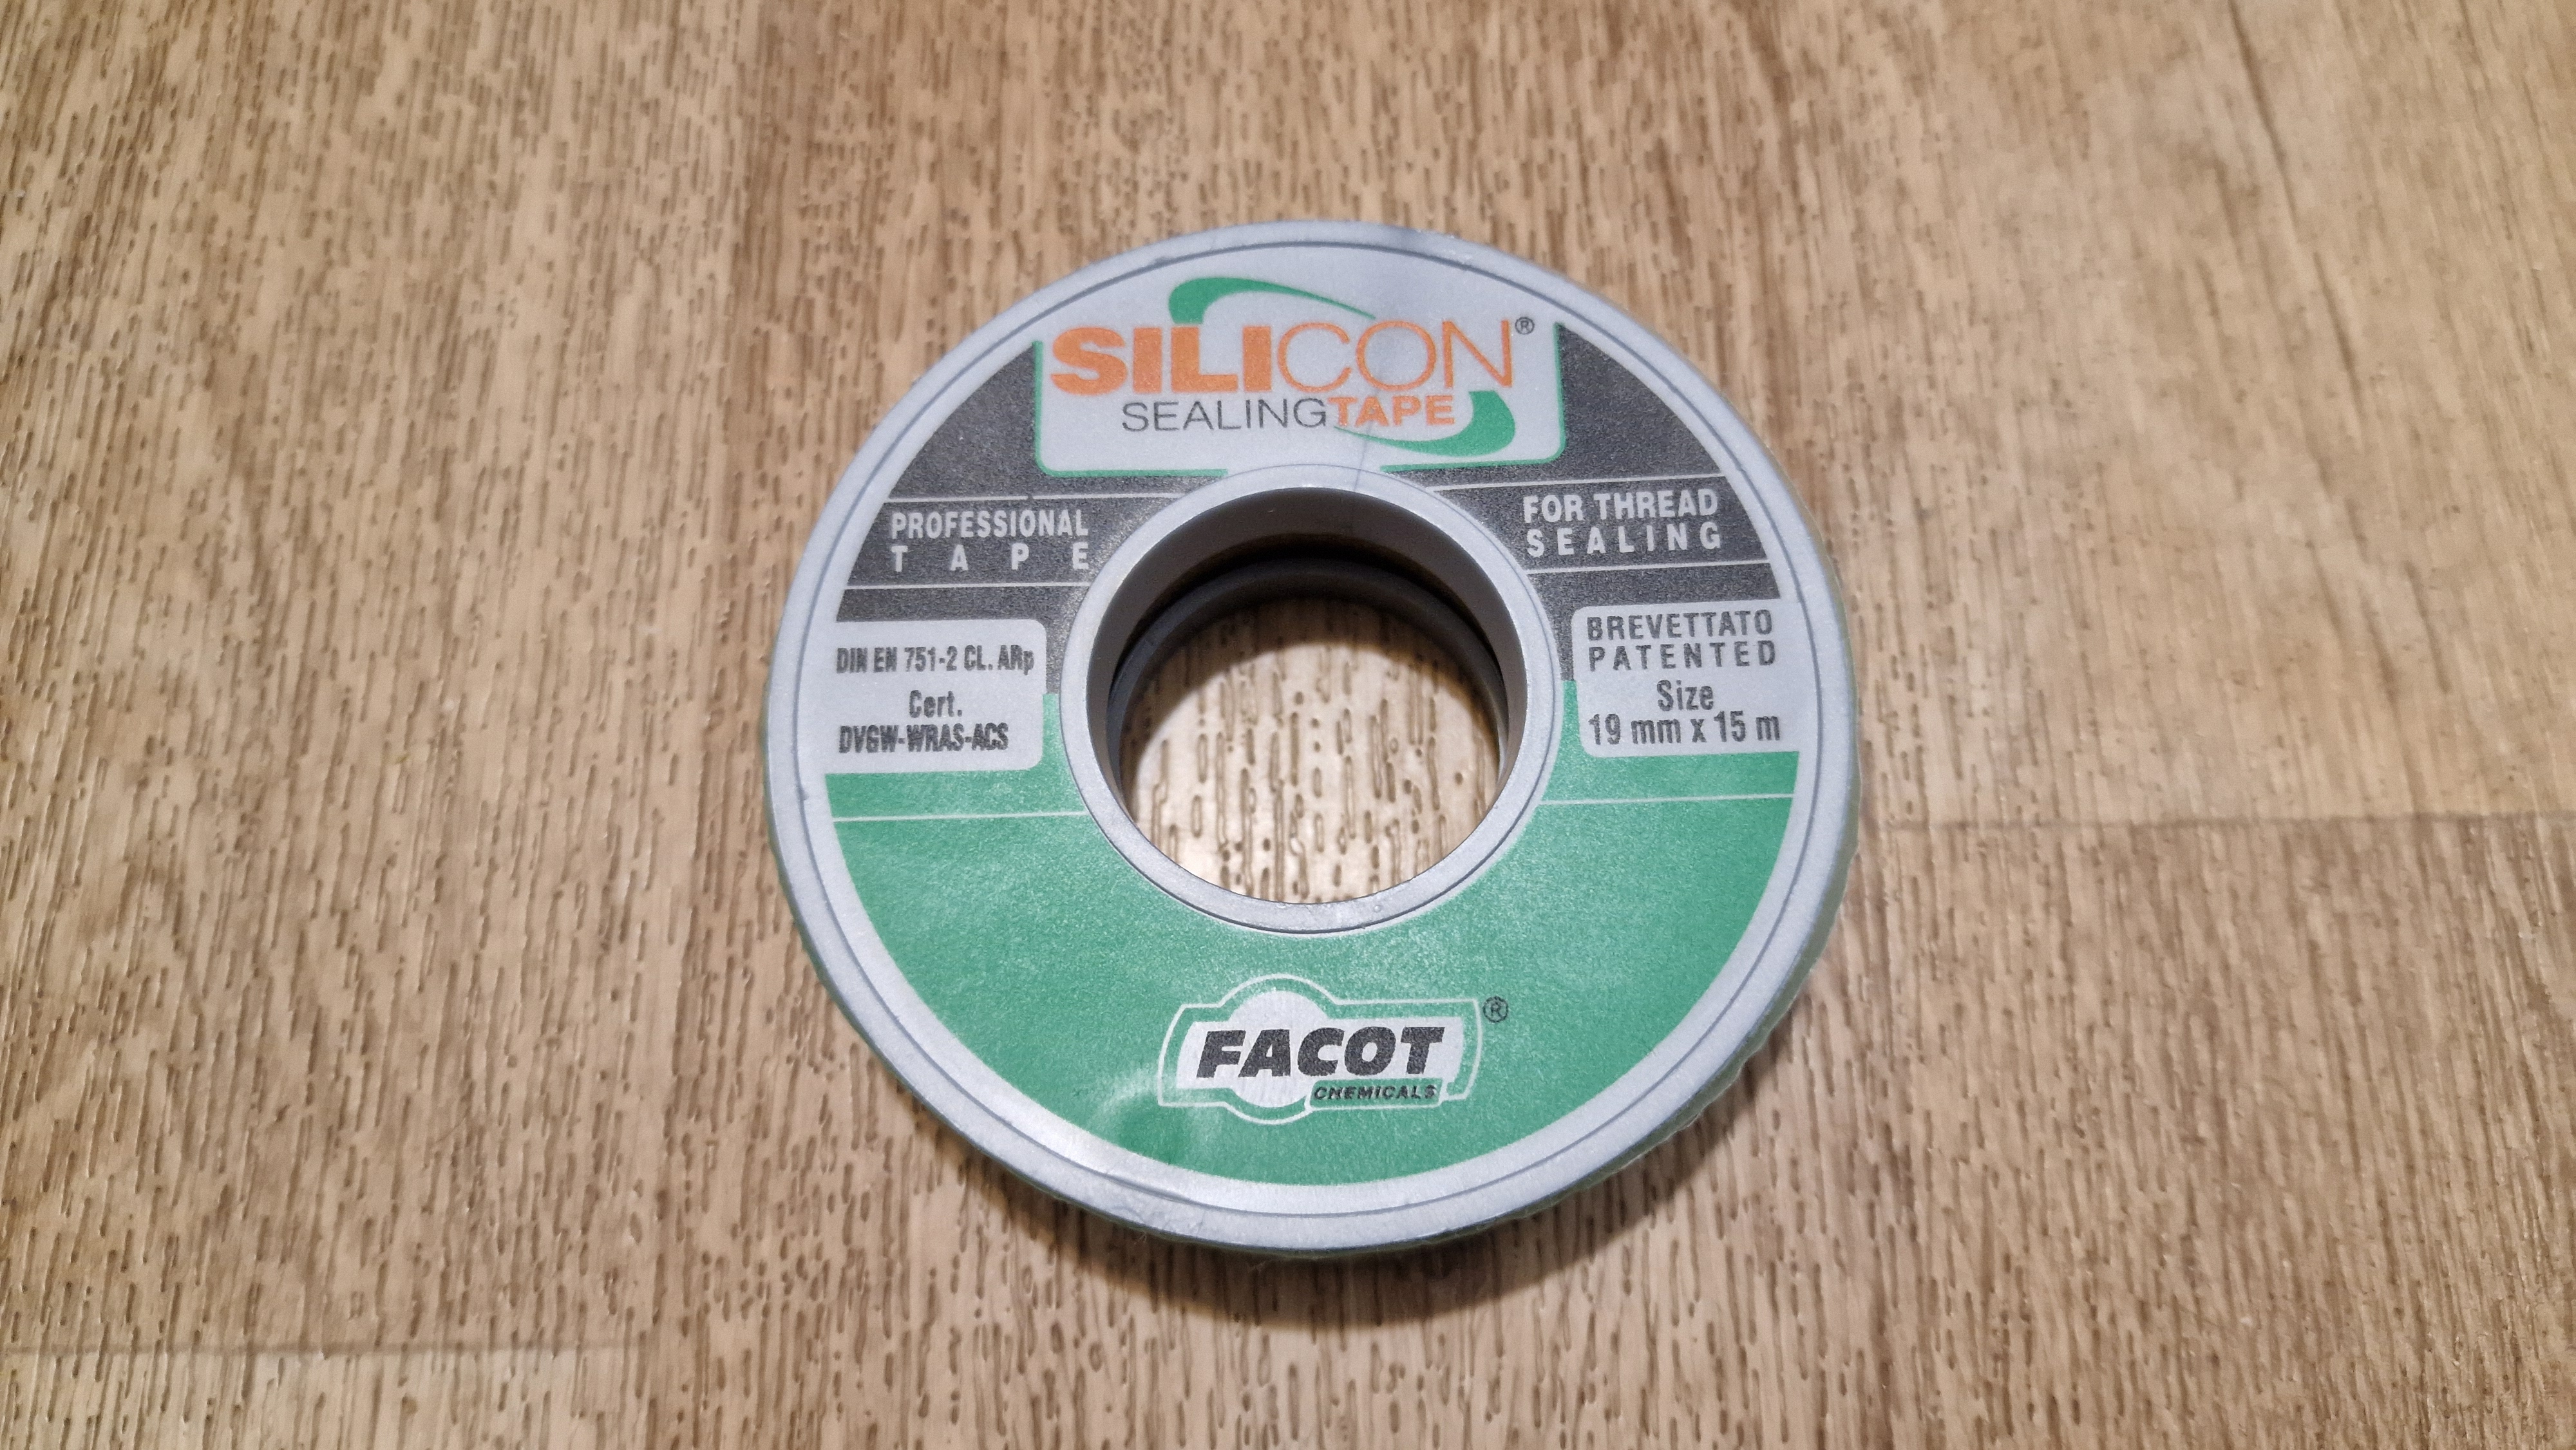 SILICON®
SEALINGTAPE
PROFESSIONAL
TAPE
FOR THREAD
SEALING
DIN EN 751-2 CL. ARp
Cert.
DVGW-WRAS-ACS
BREVETTATO
PATENTED
Size
19 mm x 15 m
FACOT®
CHEMICALS